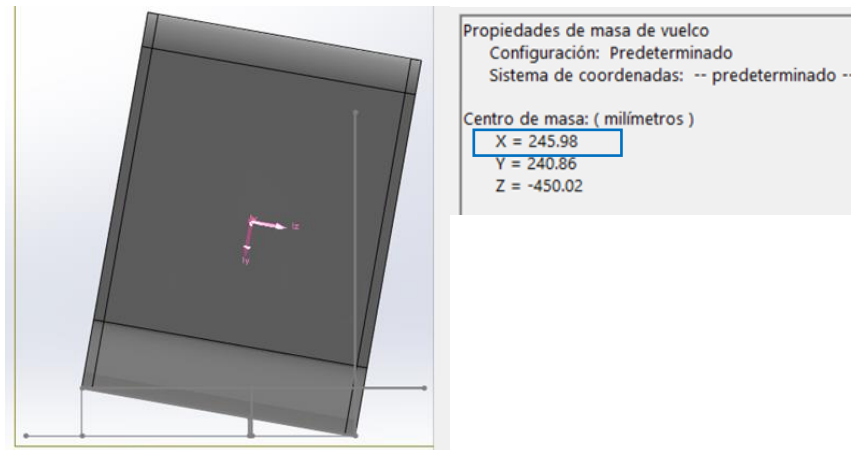 Propiedades de masa de vuelco
Configuración: Predeterminado
Sistema de coordenadas: -- predeterminado --
Centro de masa: ( milímetros )
X = 245.98
Y = 240.86
Z = -450.02